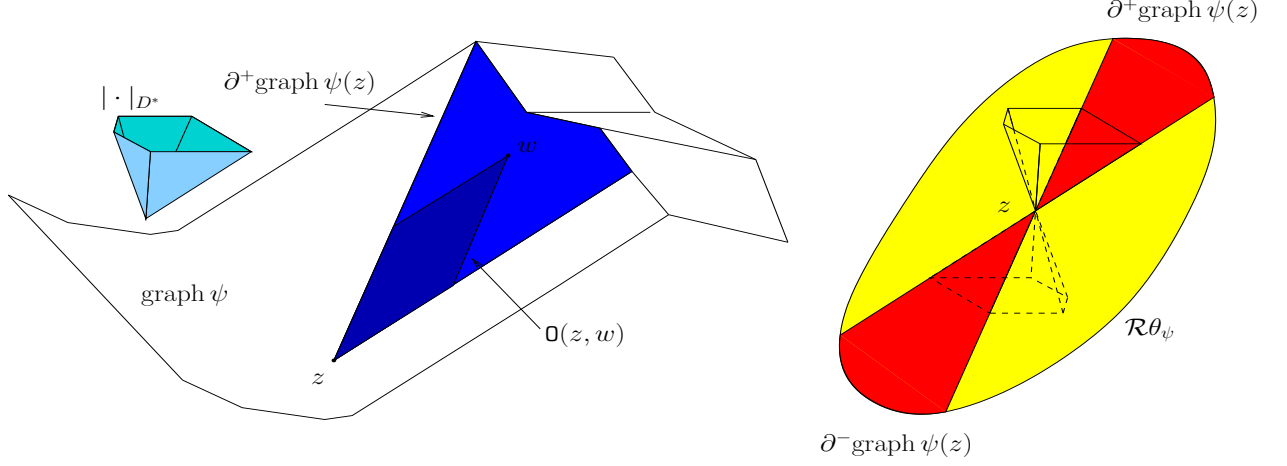 | · |_{D*}
∂⁺graph ψ(z)
w
graph ψ
O(z, w)
z
∂⁺graph ψ(z)
z
ℛθ_ψ
∂⁻graph ψ(z)